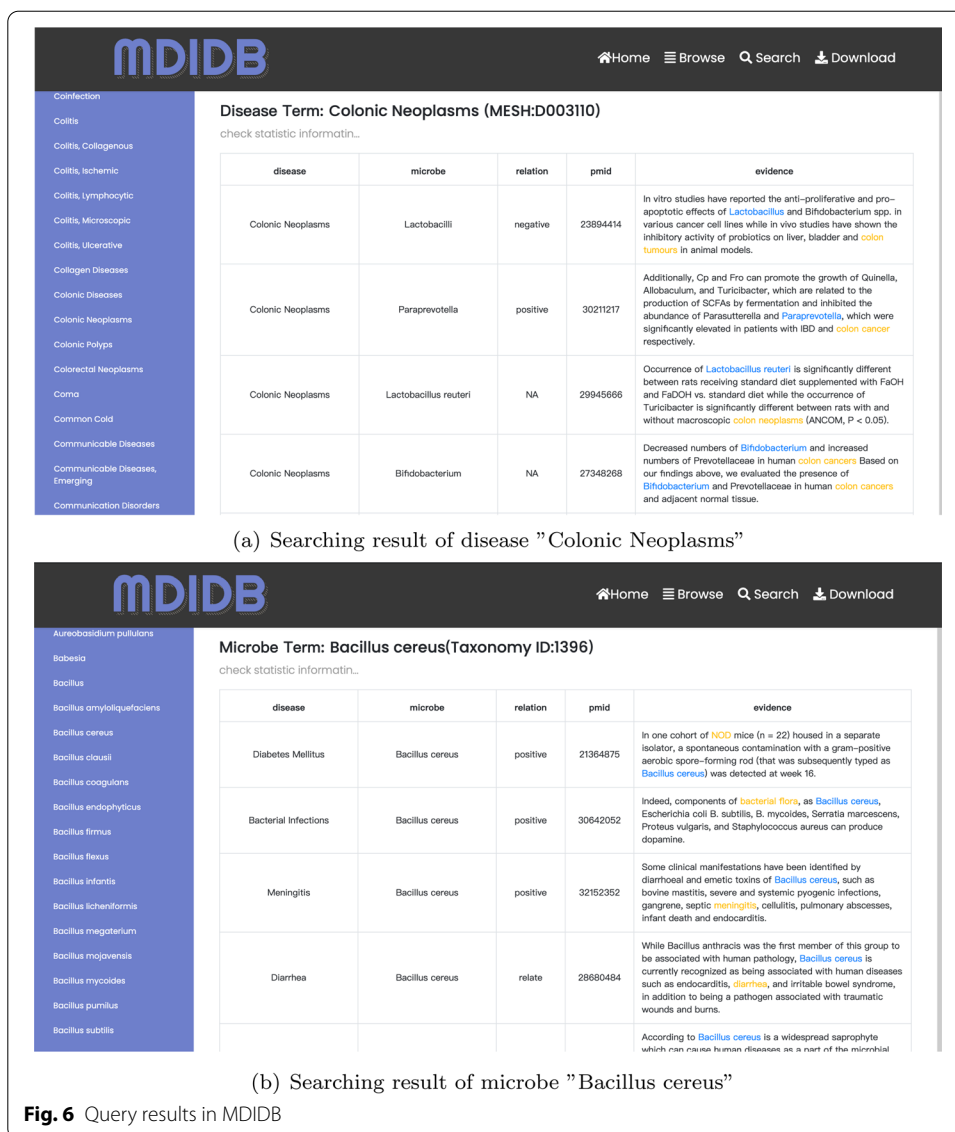 MDIDB
Home Browse Search Download
Coinfection
Colitis
Colitis, Collagenous
Colitis, Ischemic
Colitis, Lymphocytic
Colitis, Microscopic
Colitis, Ulcerative
Collagen Diseases
Colonic Diseases
Colonic Neoplasms
Colonic Polyps
Colorectal Neoplasms
Coma
Common Cold
Communicable Diseases
Communicable Diseases,
Emerging
Communication Disorders
Disease Term: Colonic Neoplasms (MESH:D003110)
check statistic informatin...
disease microbe relation pmid evidence
Colonic Neoplasms Lactobacilli negative 23894414
In vitro studies have reported the anti-proliferative and pro-
apoptotic effects of Lactobacillus and Bifidobacterium spp. in
various cancer cell lines while in vivo studies have shown the
inhibitory activity of probiotics on liver, bladder and colon
tumours in animal models.
Colonic Neoplasms Paraprevotella positive 30211217
Additionally, Cp and Fro can promote the growth of Quinella,
Allobaculum, and Turicibacter, which are related to the
production of SCFAs by fermentation and inhibited the
abundance of Parasutterella and Paraprevotella, which were
significantly elevated in patients with IBD and colon cancer
respectively.
Colonic Neoplasms Lactobacillus reuteri NA 29945666
Occurrence of Lactobacillus reuteri is significantly different
between rats receiving standard diet supplemented with FaOH
and FaDOH vs. standard diet while the occurrence of
Turicibacter is significantly different between rats with and
without macroscopic colon neoplasms (ANCOM, P < 0.05).
Colonic Neoplasms Bifidobacterium NA 27348268
Decreased numbers of Bifidobacterium and increased
numbers of Prevotellaceae in human colon cancers Based on
our findings above, we evaluated the presence of
Bifidobacterium and Prevotellaceae in human colon cancers
and adjacent normal tissue.
(a) Searching result of disease ”Colonic Neoplasms”
MDIDB
Home Browse Search Download
Aureobasidium pullulans
Babesia
Bacillus
Bacillus amyloliquefaciens
Bacillus cereus
Bacillus clausii
Bacillus coagulans
Bacillus endophyticus
Bacillus firmus
Bacillus flexus
Bacillus infantis
Bacillus licheniformis
Bacillus megaterium
Bacillus mojavensis
Bacillus mycoides
Bacillus pumilus
Bacillus subtilis
Microbe Term: Bacillus cereus(Taxonomy ID:1396)
check statistic informatin...
disease microbe relation pmid evidence
Diabetes Mellitus Bacillus cereus positive 21364875
In one cohort of NOD mice (n = 22) housed in a separate
isolator, a spontaneous contamination with a gram-positive
aerobic spore-forming rod (that was subsequently typed as
Bacillus cereus) was detected at week 16.
Bacterial Infections Bacillus cereus positive 30642052
Indeed, components of bacterial flora, as Bacillus cereus,
Escherichia coli B. subtilis, B. mycoides, Serratia marcescens,
Proteus vulgaris, and Staphylococcus aureus can produce
dopamine.
Meningitis Bacillus cereus positive 32152352
Some clinical manifestations have been identified by
diarrhoeal and emetic toxins of Bacillus cereus, such as
bovine mastitis, severe and systemic pyogenic infections,
gangrene, septic meningitis, cellulitis, pulmonary abscesses,
infant death and endocarditis.
Diarrhea Bacillus cereus relate 28680484
While Bacillus anthracis was the first member of this group to
be associated with human pathology, Bacillus cereus is
currently recognized as being associated with human diseases
such as endocarditis, diarrhea, and irritable bowel syndrome,
in addition to being a pathogen associated with traumatic
wounds and burns.
According to Bacillus cereus is a widespread saprophyte
which can cause human diseases as a part of the microbial
(b) Searching result of microbe ”Bacillus cereus”
Fig. 6 Query results in MDIDB